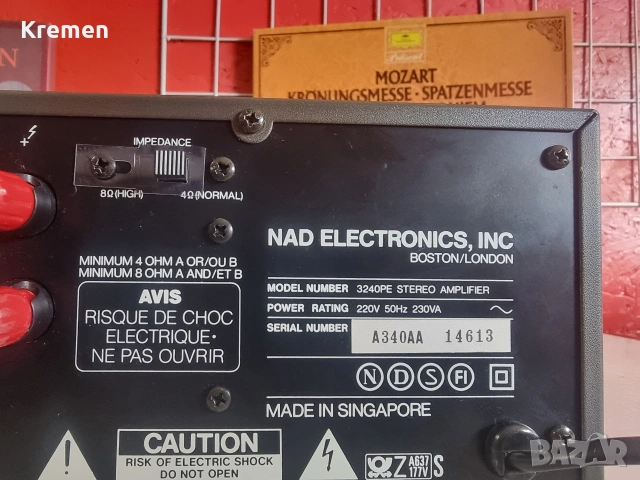 Kremen
N
Deutsche Grammophon
MOZART
KRÖNUNGSMESSE · SPATZENMESSE
IMPEDANCE
8Ω(HIGH) 4Ω(NORMAL)
MINIMUM 4 OHM A OR/OU B
MINIMUM 8 OHM A AND/ET B
AVIS
RISQUE DE CHOC
ELECTRIQUE·
NE PAS OUVRIR
NAD ELECTRONICS, INC
BOSTON/LONDON
MODEL NUMBER 3240PE STEREO AMPLIFIER
POWER RATING 220V 50Hz 230VA
SERIAL NUMBER A340AA 14613
N D S FI
MADE IN SINGAPORE
CAUTION
RISK OF ELECTRIC SHOCK
DO NOT OPEN
Z A637 177V S
BAZAR